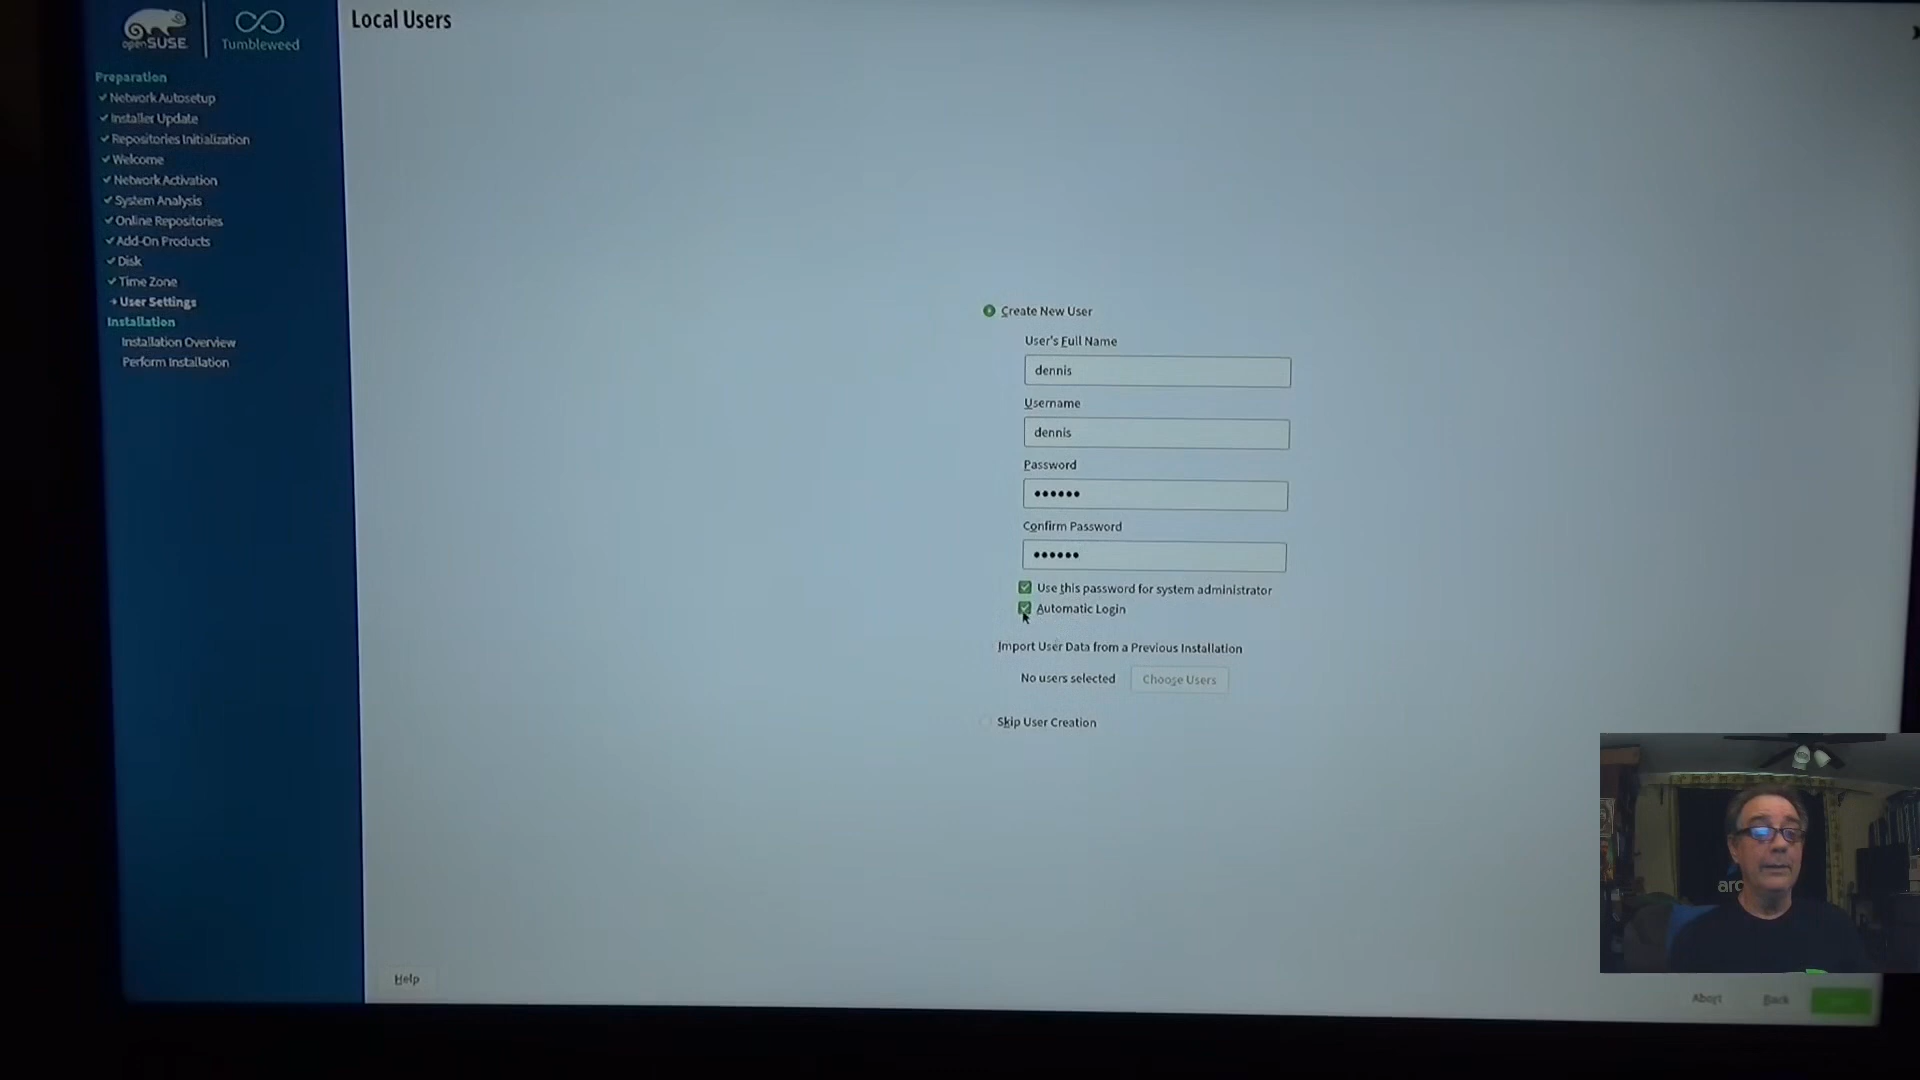 openSUSE
Tumbleweed
Local Users
Preparation
Network Autosetup
Installer Update
Repositories Initialization
Welcome
Network Activation
System Analysis
Online Repositories
Add-On Products
Disk
Time Zone
User Settings
Installation
Installation Overview
Perform Installation
Create New User
User's Full Name
dennis
Username
dennis
Password
••••••
Confirm Password
••••••
Use this password for system administrator
Automatic Login
Import User Data from a Previous Installation
No users selected
Choose Users
Skip User Creation
Help
Abort
Back